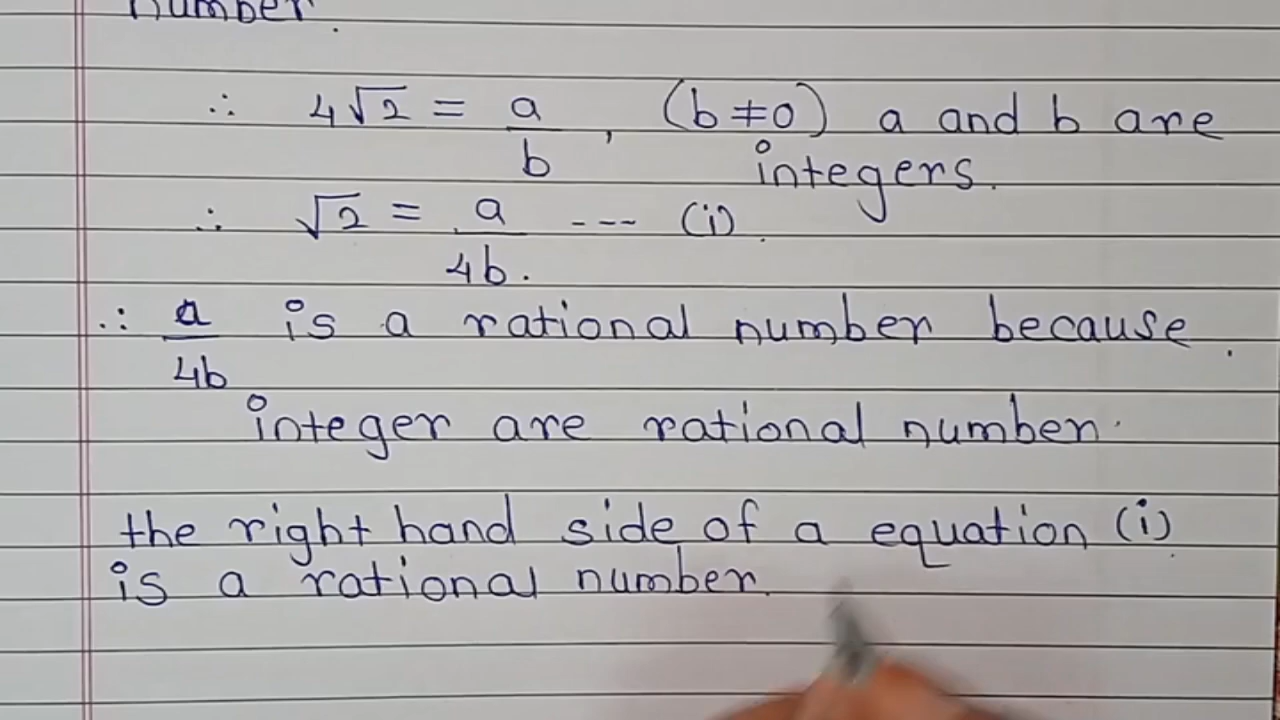 number.
∴ 4√2 = a/b, (b≠0) a and b are
integers.
∴ √2 = a/4b. --- (i).
∴ a/4b is a rational number because.
integer are rational number.
the right hand side of a equation (i)
is a rational number.